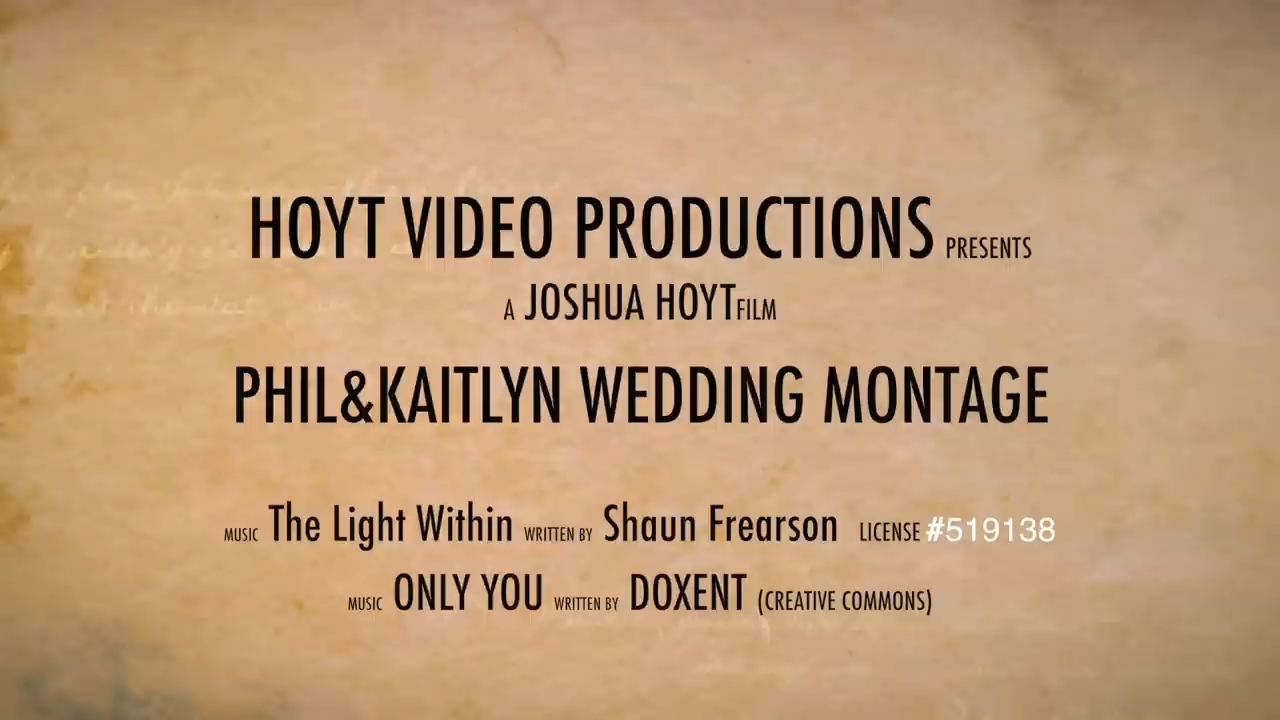 HOYT VIDEO PRODUCTIONS PRESENTS
A JOSHUA HOYTFILM
PHIL&KAITLYN WEDDING MONTAGE
MUSIC The Light Within WRITTEN BY Shaun Frearson LICENSE #519138
MUSIC ONLY YOU WRITTEN BY DOXENT (CREATIVE COMMONS)